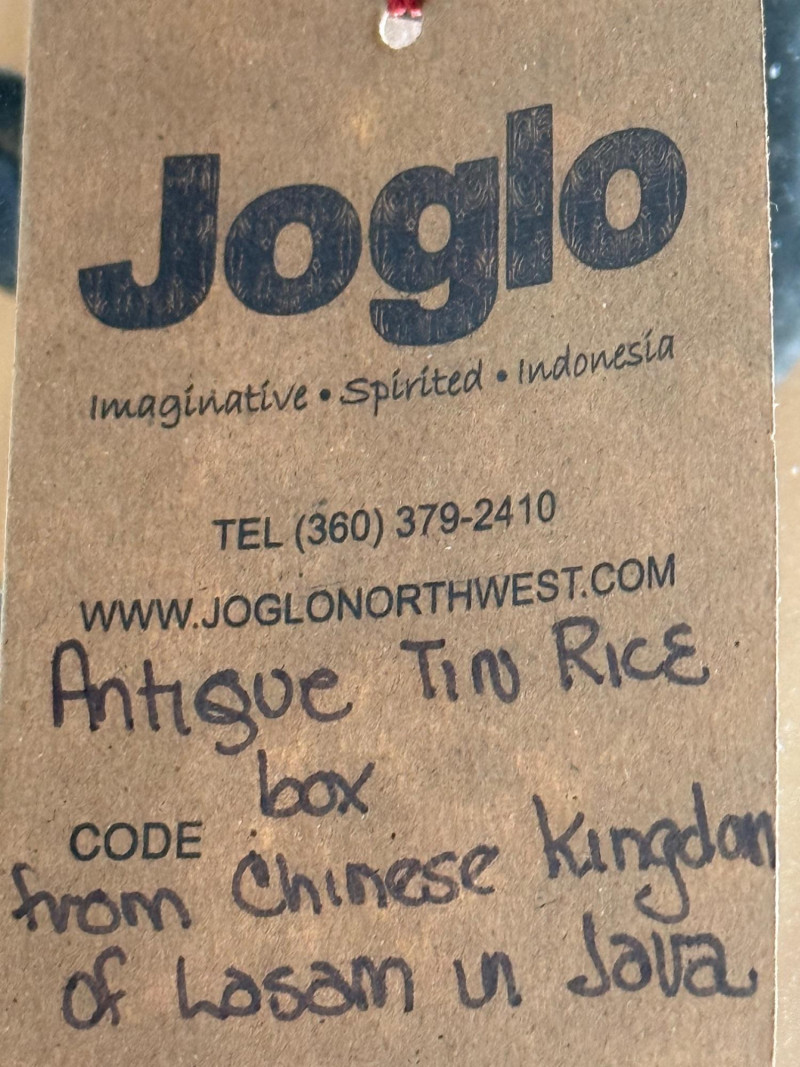 Joglo
Imaginative • Spirited • Indonesia
TEL (360) 379-2410
WWW.JOGLONORTHWEST.COM
Antique Tin Rice
box
CODE
from Chinese Kingdom
of Lasam in Java